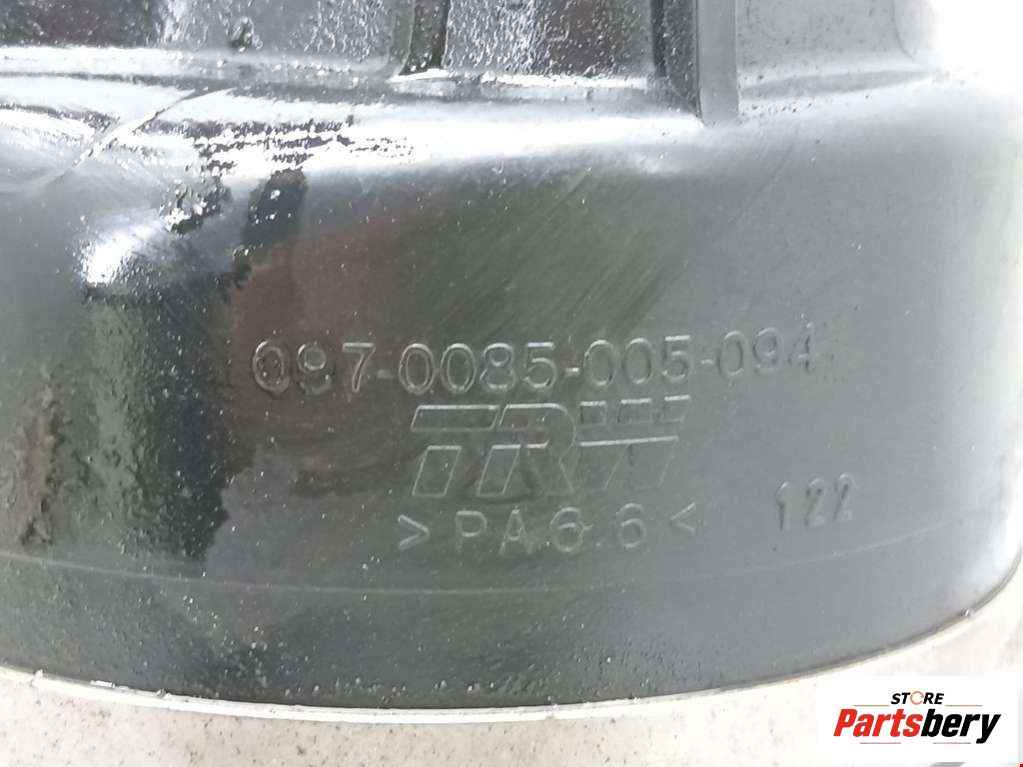 097-0085-005-094
TRW
>PA6·6< 122
STORE
Partsbery